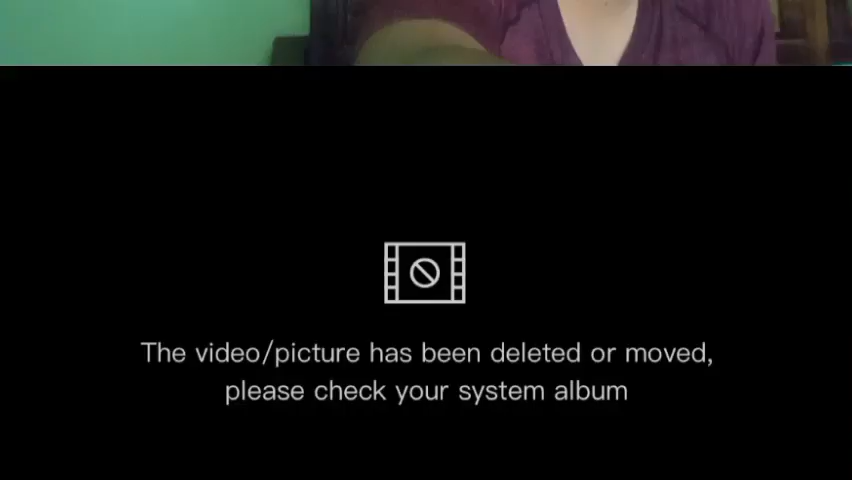 The video/picture has been deleted or moved,
please check your system album